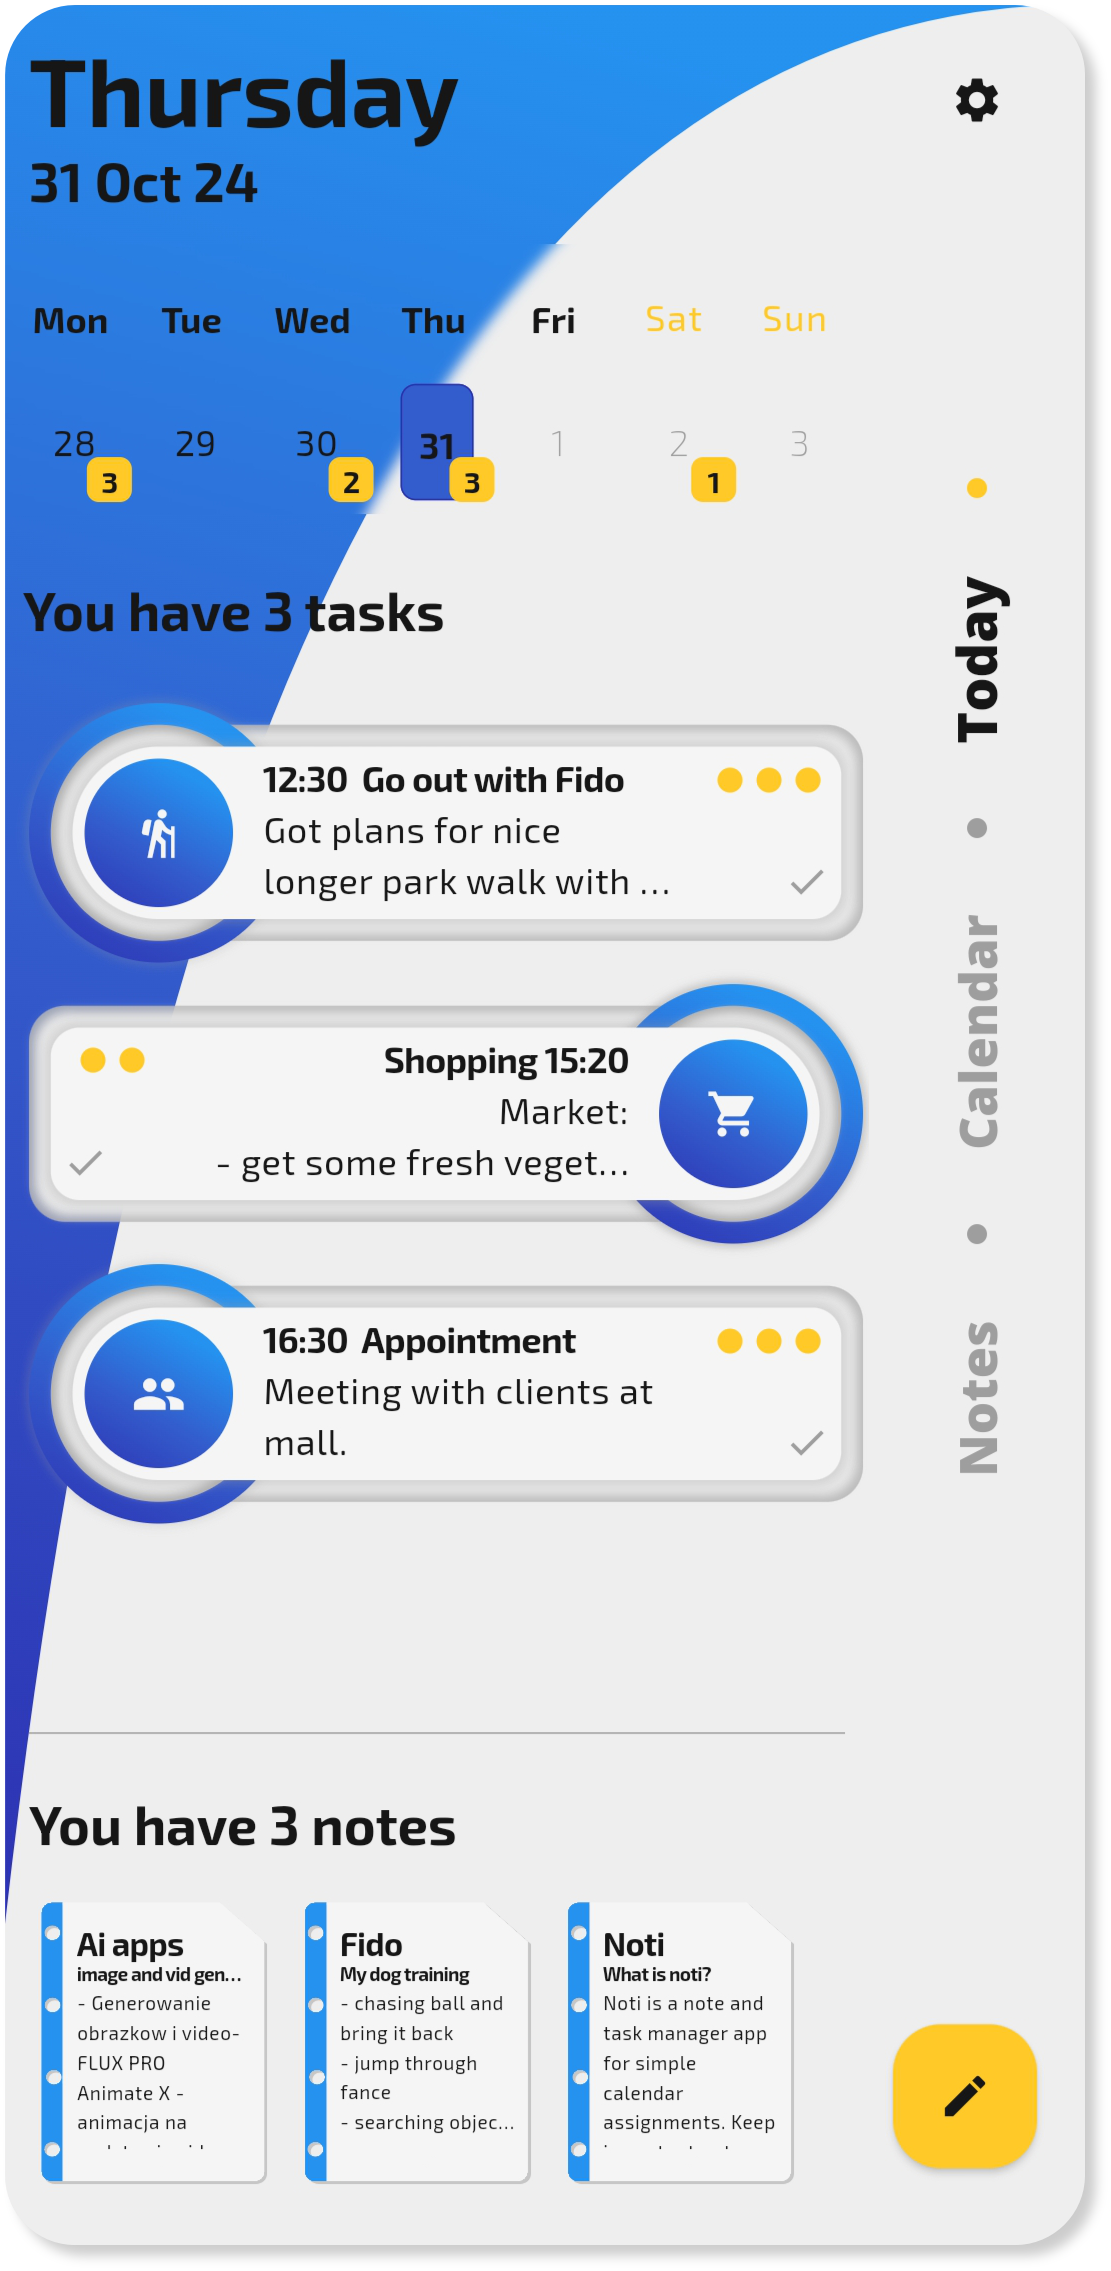 Thursday
31 Oct 24
Mon Tue Wed Thu Fri Sat Sun
28 29 30 31 1 2 3
3 2 3 1
You have 3 tasks
12:30 Go out with Fido
Got plans for nice
longer park walk with ...
Shopping 15:20
Market:
- get some fresh veget...
16:30 Appointment
Meeting with clients at
mall.
Today
Calendar
Notes
You have 3 notes
Ai apps
image and vid gen...
- Generowanie
obrazkow i video-
FLUX PRO
Animate X -
animacja na
Fido
My dog training
- chasing ball and
bring it back
- jump through
fance
- searching objec...
Noti
What is noti?
Noti is a note and
task manager app
for simple
calendar
assignments. Keep